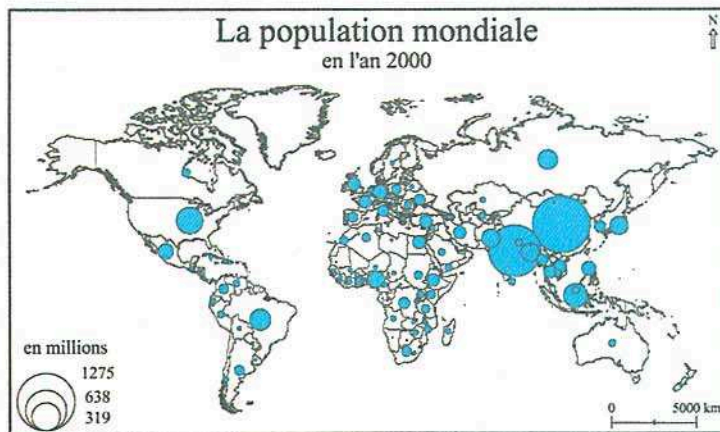 La population mondiale
en l'an 2000
N
en millions
1275
638
319
0 5000 km